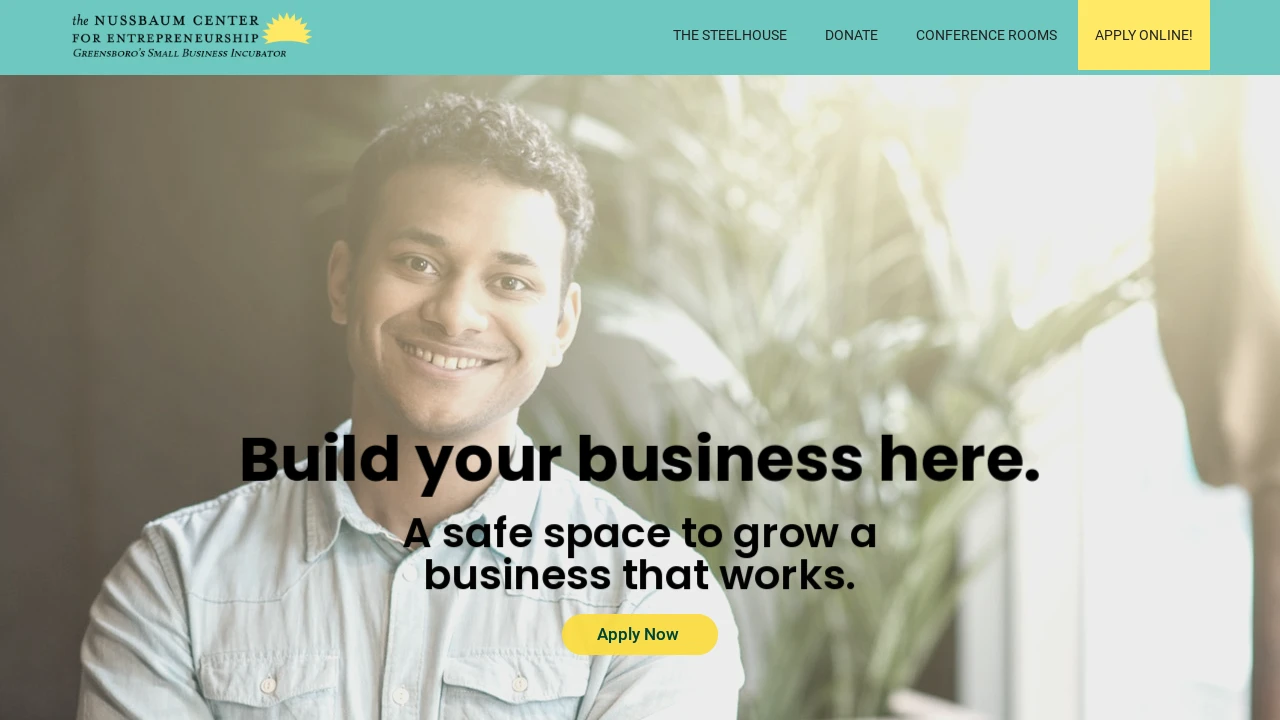 the NUSSBAUM CENTER
FOR ENTREPRENEURSHIP
GREENSBORO'S SMALL BUSINESS INCUBATOR
THE STEELHOUSE
DONATE
CONFERENCE ROOMS
APPLY ONLINE!
Build your business here.
A safe space to grow a
business that works.
Apply Now